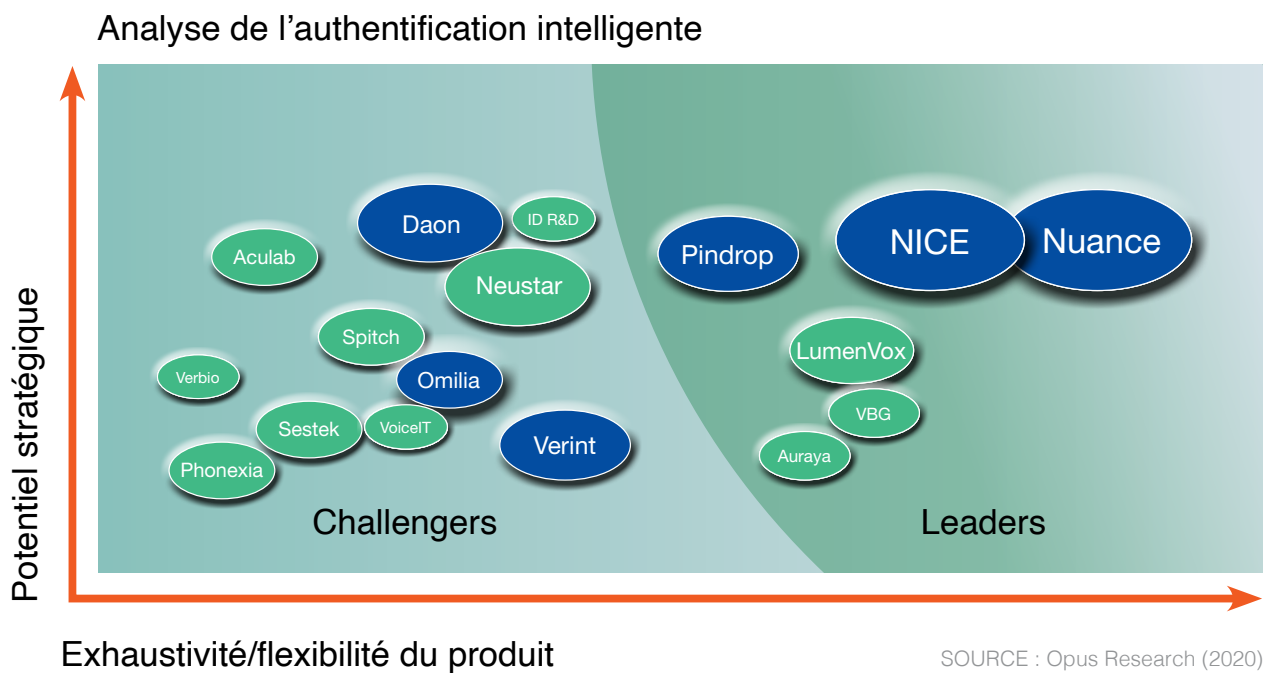 Analyse de l’authentification intelligente
Potentiel stratégique
Daon
ID R&D
Aculab
Neustar
Pindrop
NICE
Nuance
Spitch
LumenVox
Verbio
Omilia
VBG
Sestek
VoiceIT
Verint
Auraya
Phonexia
Challengers
Leaders
Exhaustivité/flexibilité du produit
SOURCE : Opus Research (2020)